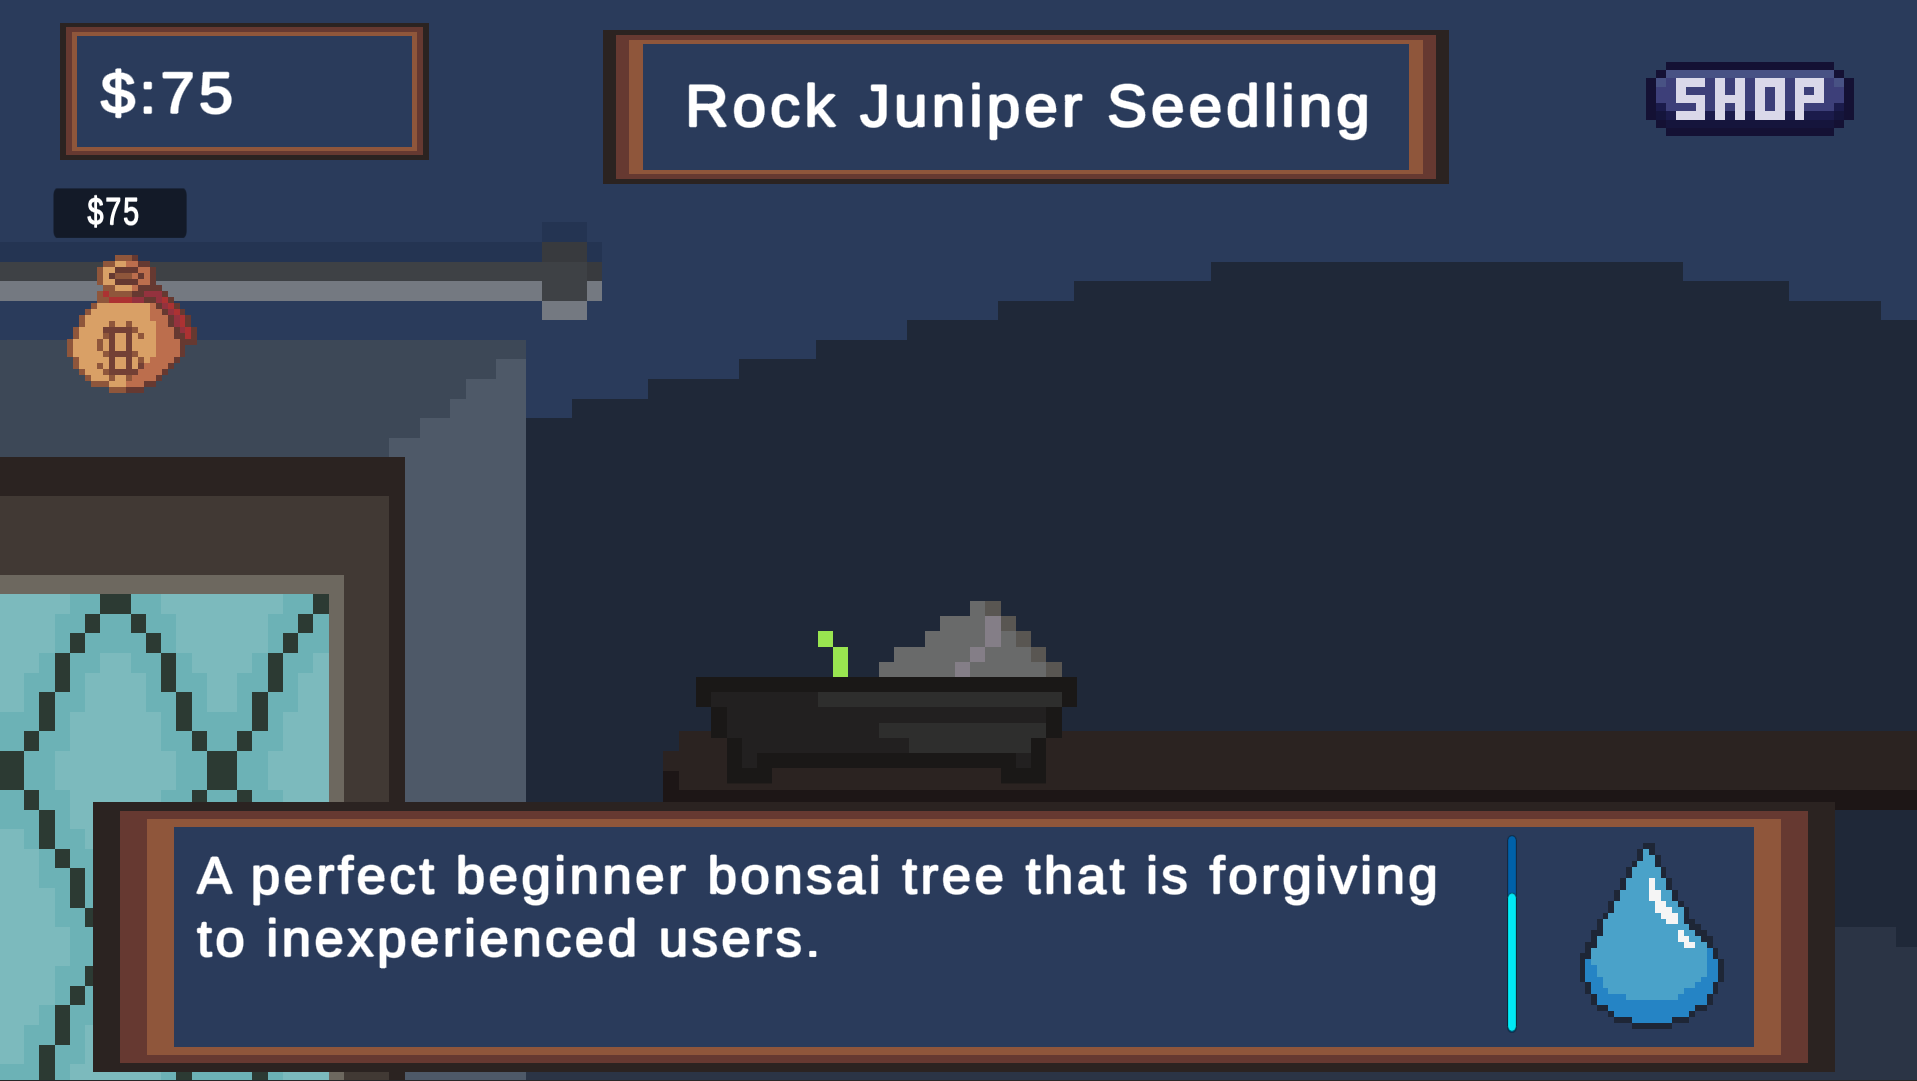 $:75
Rock Juniper Seedling
SHOP
$75
A perfect beginner bonsai tree that is forgiving
to inexperienced users.